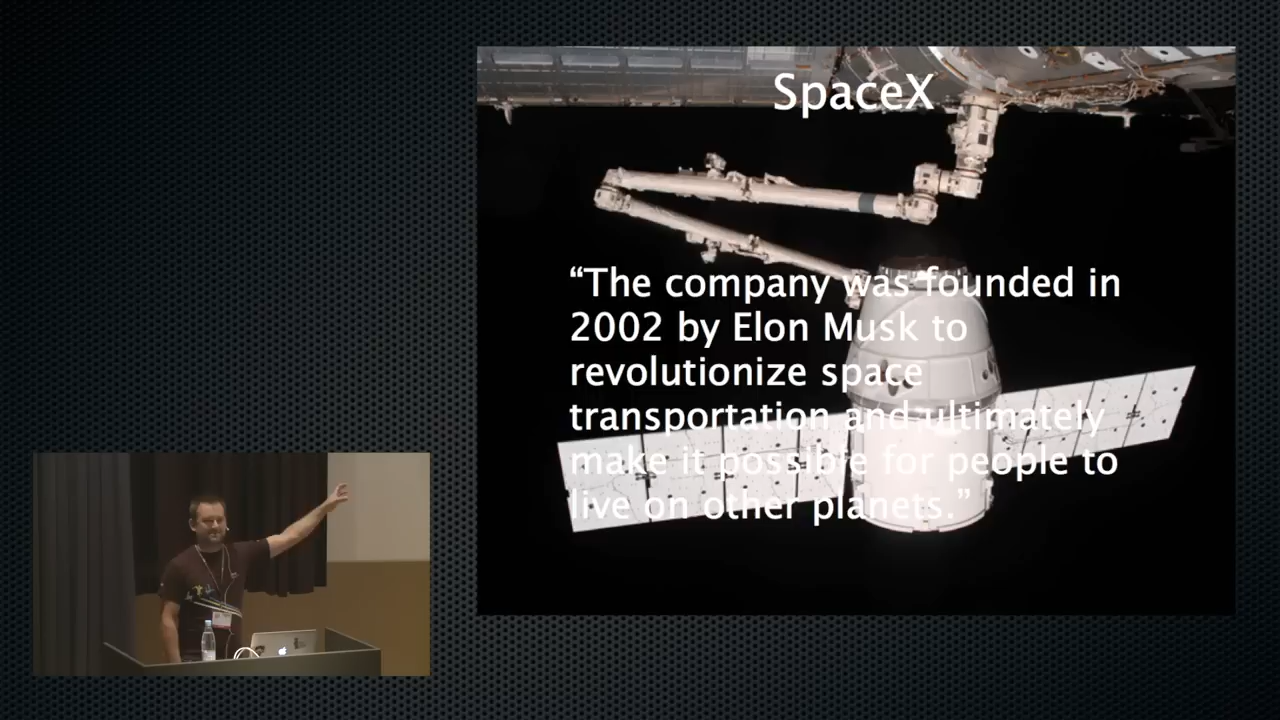 SpaceX
“The company was founded in
2002 by Elon Musk to
revolutionize space
transportation and ultimately
make it possible for people to
live on other planets.”